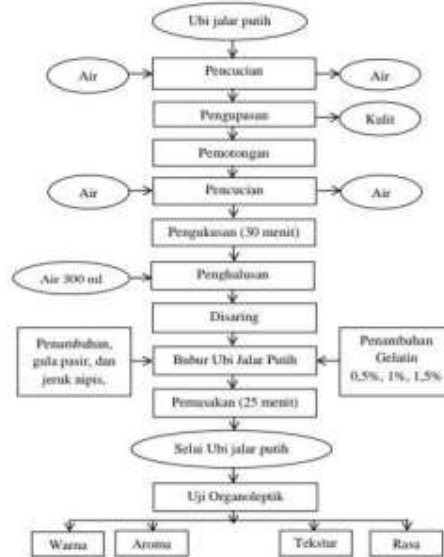 Ubi jalar putih
Air
Pencucian
Air
Pengupasan
Kulit
Pemotongan
Air
Pencucian
Air
Pengukusan (30 menit)
Air 300 ml
Penghalusan
Disaring
Penambahan,
gula pasir, dan
jeruk nipis,
Bubur Ubi Jalar Putih
Penambahan
Gelatin
0,5%, 1%, 1,5%
Pemasakan (25 menit)
Selai Ubi jalar putih
Uji Organoleptik
Warna
Aroma
Tekstur
Rasa